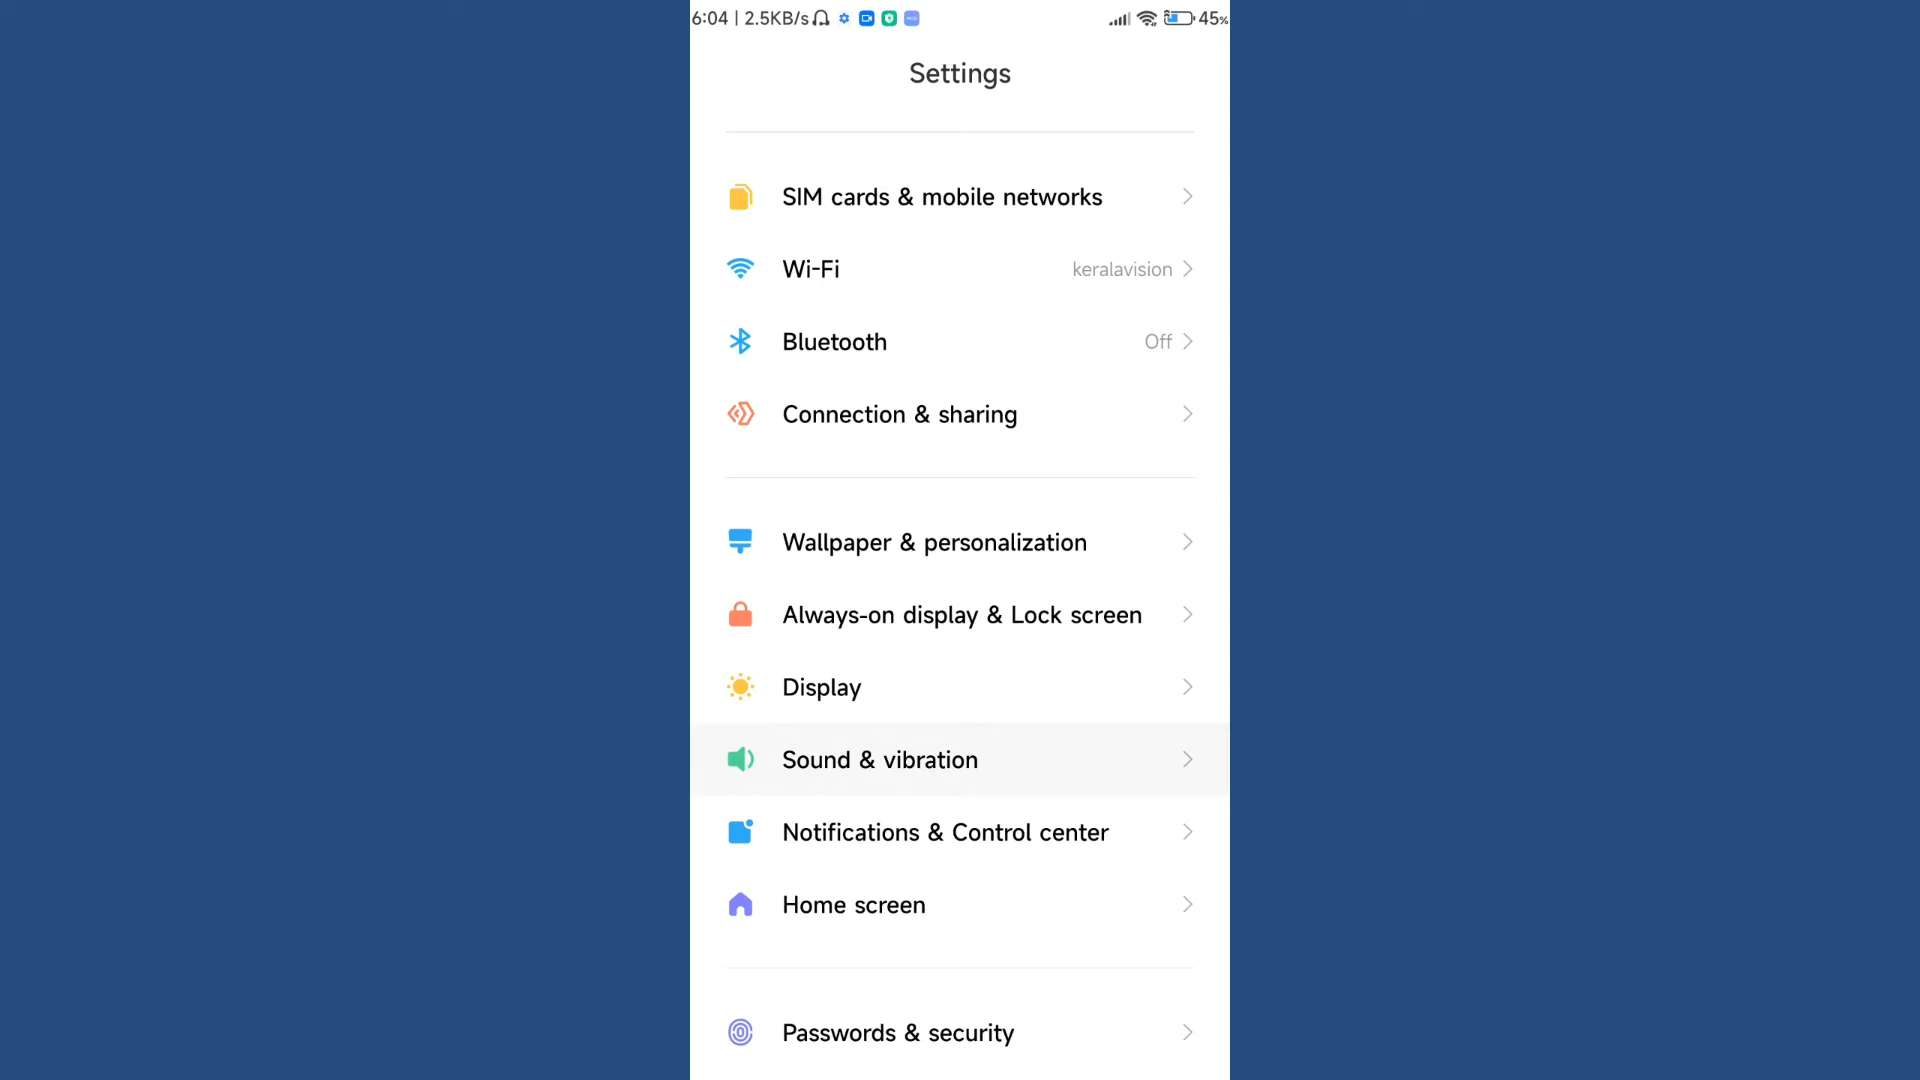 6:04 | 2.5KB/s 45%
Settings
SIM cards & mobile networks
Wi-Fi keralavision
Bluetooth Off
Connection & sharing
Wallpaper & personalization
Always-on display & Lock screen
Display
Sound & vibration
Notifications & Control center
Home screen
Passwords & security